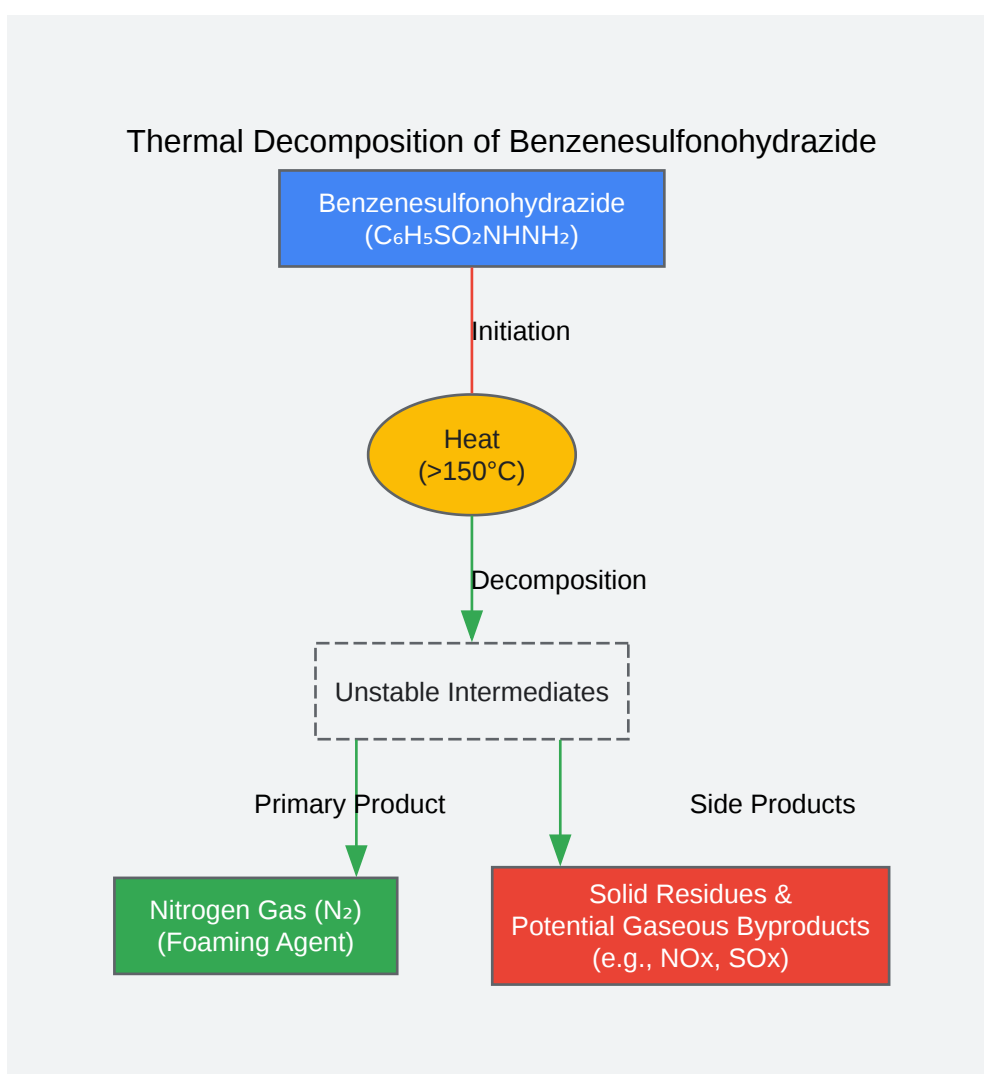 Thermal Decomposition of Benzenesulfonohydrazide
Benzenesulfonohydrazide
(C₆H₅SO₂NHNH₂)
Initiation
Heat
(>150°C)
Decomposition
Unstable Intermediates
Primary Product
Side Products
Nitrogen Gas (N₂)
(Foaming Agent)
Solid Residues &
Potential Gaseous Byproducts
(e.g., NOx, SOx)